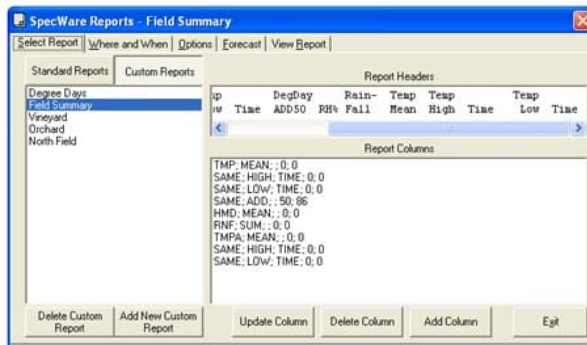 SpecWare Reports - Field Summary
Select Report Where and When Options Forecast View Report
Standard Reports Custom Reports
Degree Days
Field Summary
Vineyard
Orchard
North Field
Report Headers
DegDay Rain- Temp Temp Temp
Time ADD50 RH% Fall Mean High Time Low Time
Report Columns
TMP; MEAN; ; 0; 0
SAME; HIGH; TIME; 0; 0
SAME; LOW; TIME; 0; 0
SAME; ADD; ; 50; 86
HMD; MEAN; ; 0; 0
RNF; SUM; ; 0; 0
TMPA; MEAN; ; 0; 0
SAME; HIGH; TIME; 0; 0
SAME; LOW; TIME; 0; 0
Delete Custom Report
Add New Custom Report
Update Column Delete Column Add Column Exit